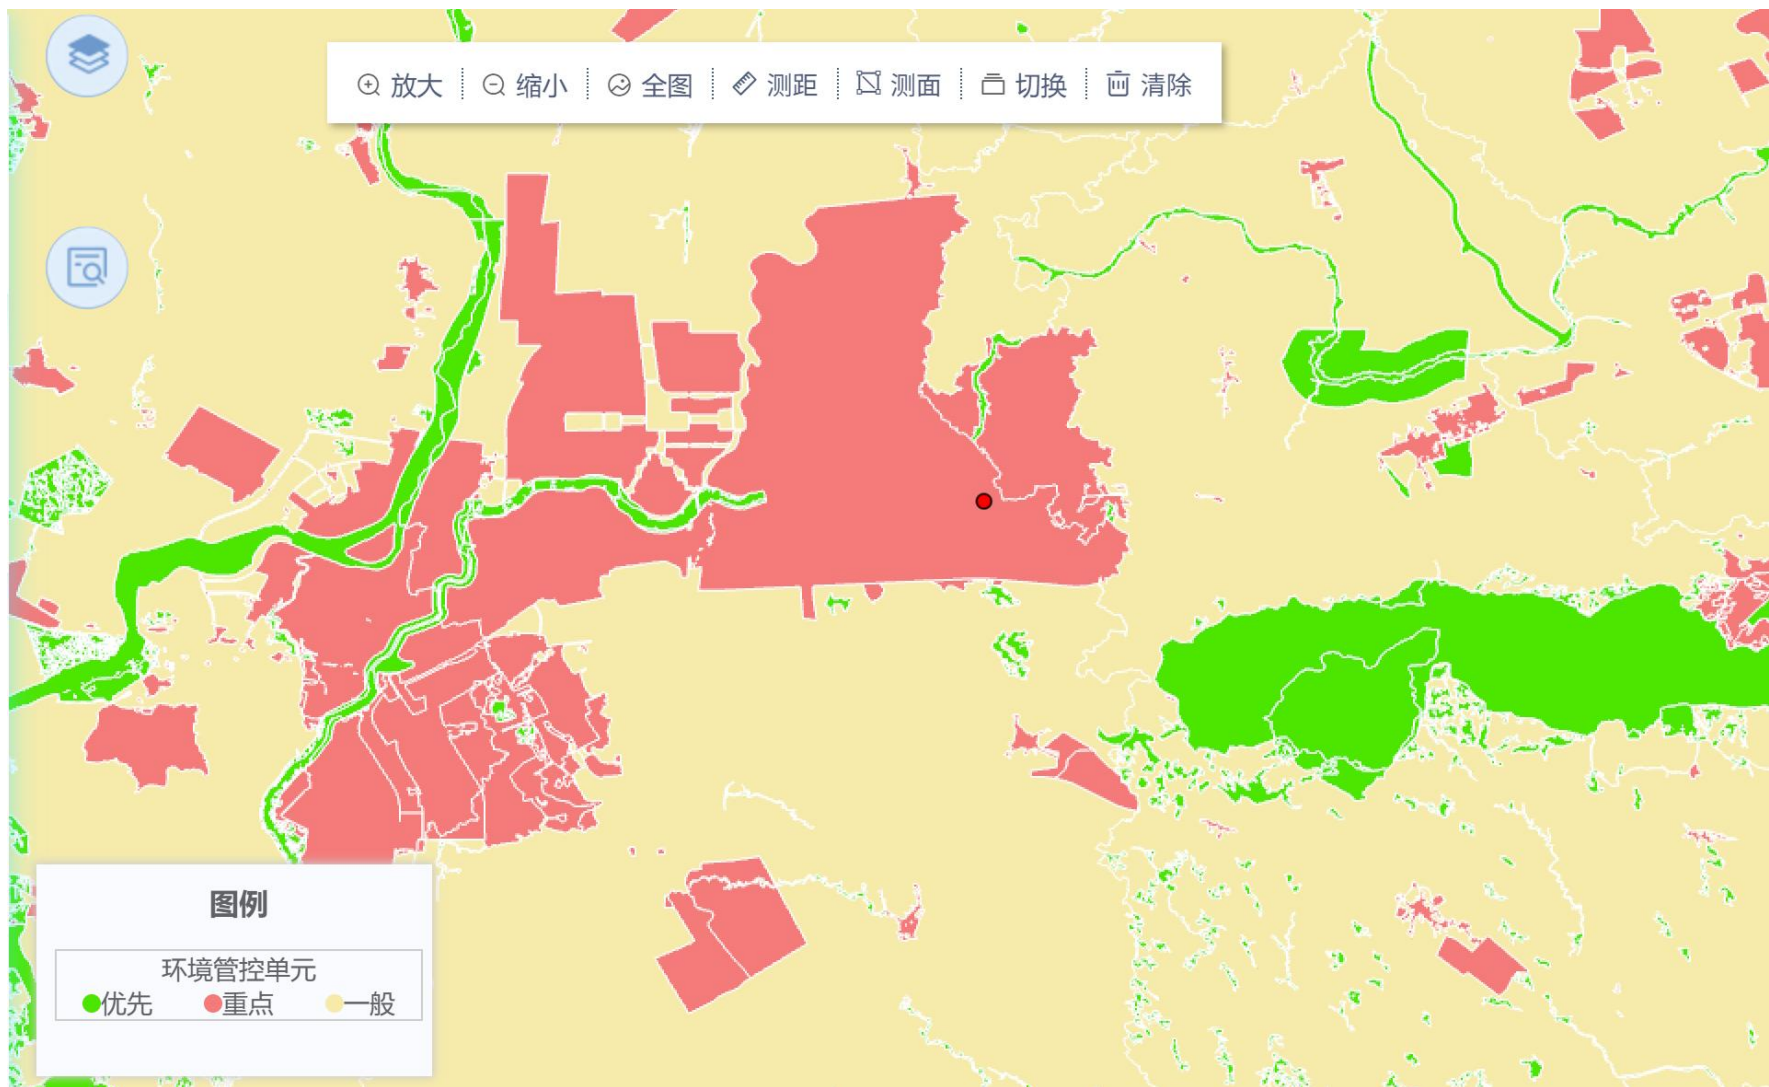 放大 缩小 全图 测距 测面 切换 清除
图例
环境管控单元
优先 重点 一般